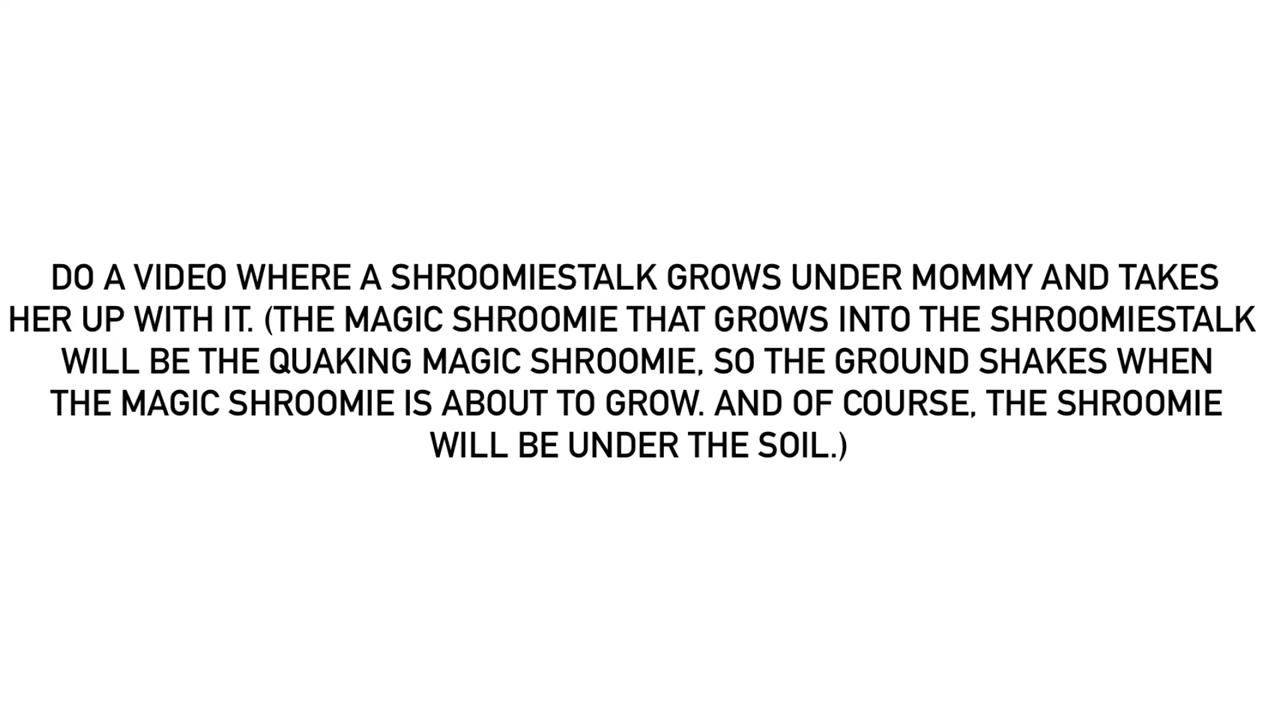 DO A VIDEO WHERE A SHROOMIESTALK GROWS UNDER MOMMY AND TAKES
HER UP WITH IT. (THE MAGIC SHROOMIE THAT GROWS INTO THE SHROOMIESTALK
WILL BE THE QUAKING MAGIC SHROOMIE, SO THE GROUND SHAKES WHEN
THE MAGIC SHROOMIE IS ABOUT TO GROW. AND OF COURSE, THE SHROOMIE
WILL BE UNDER THE SOIL.)